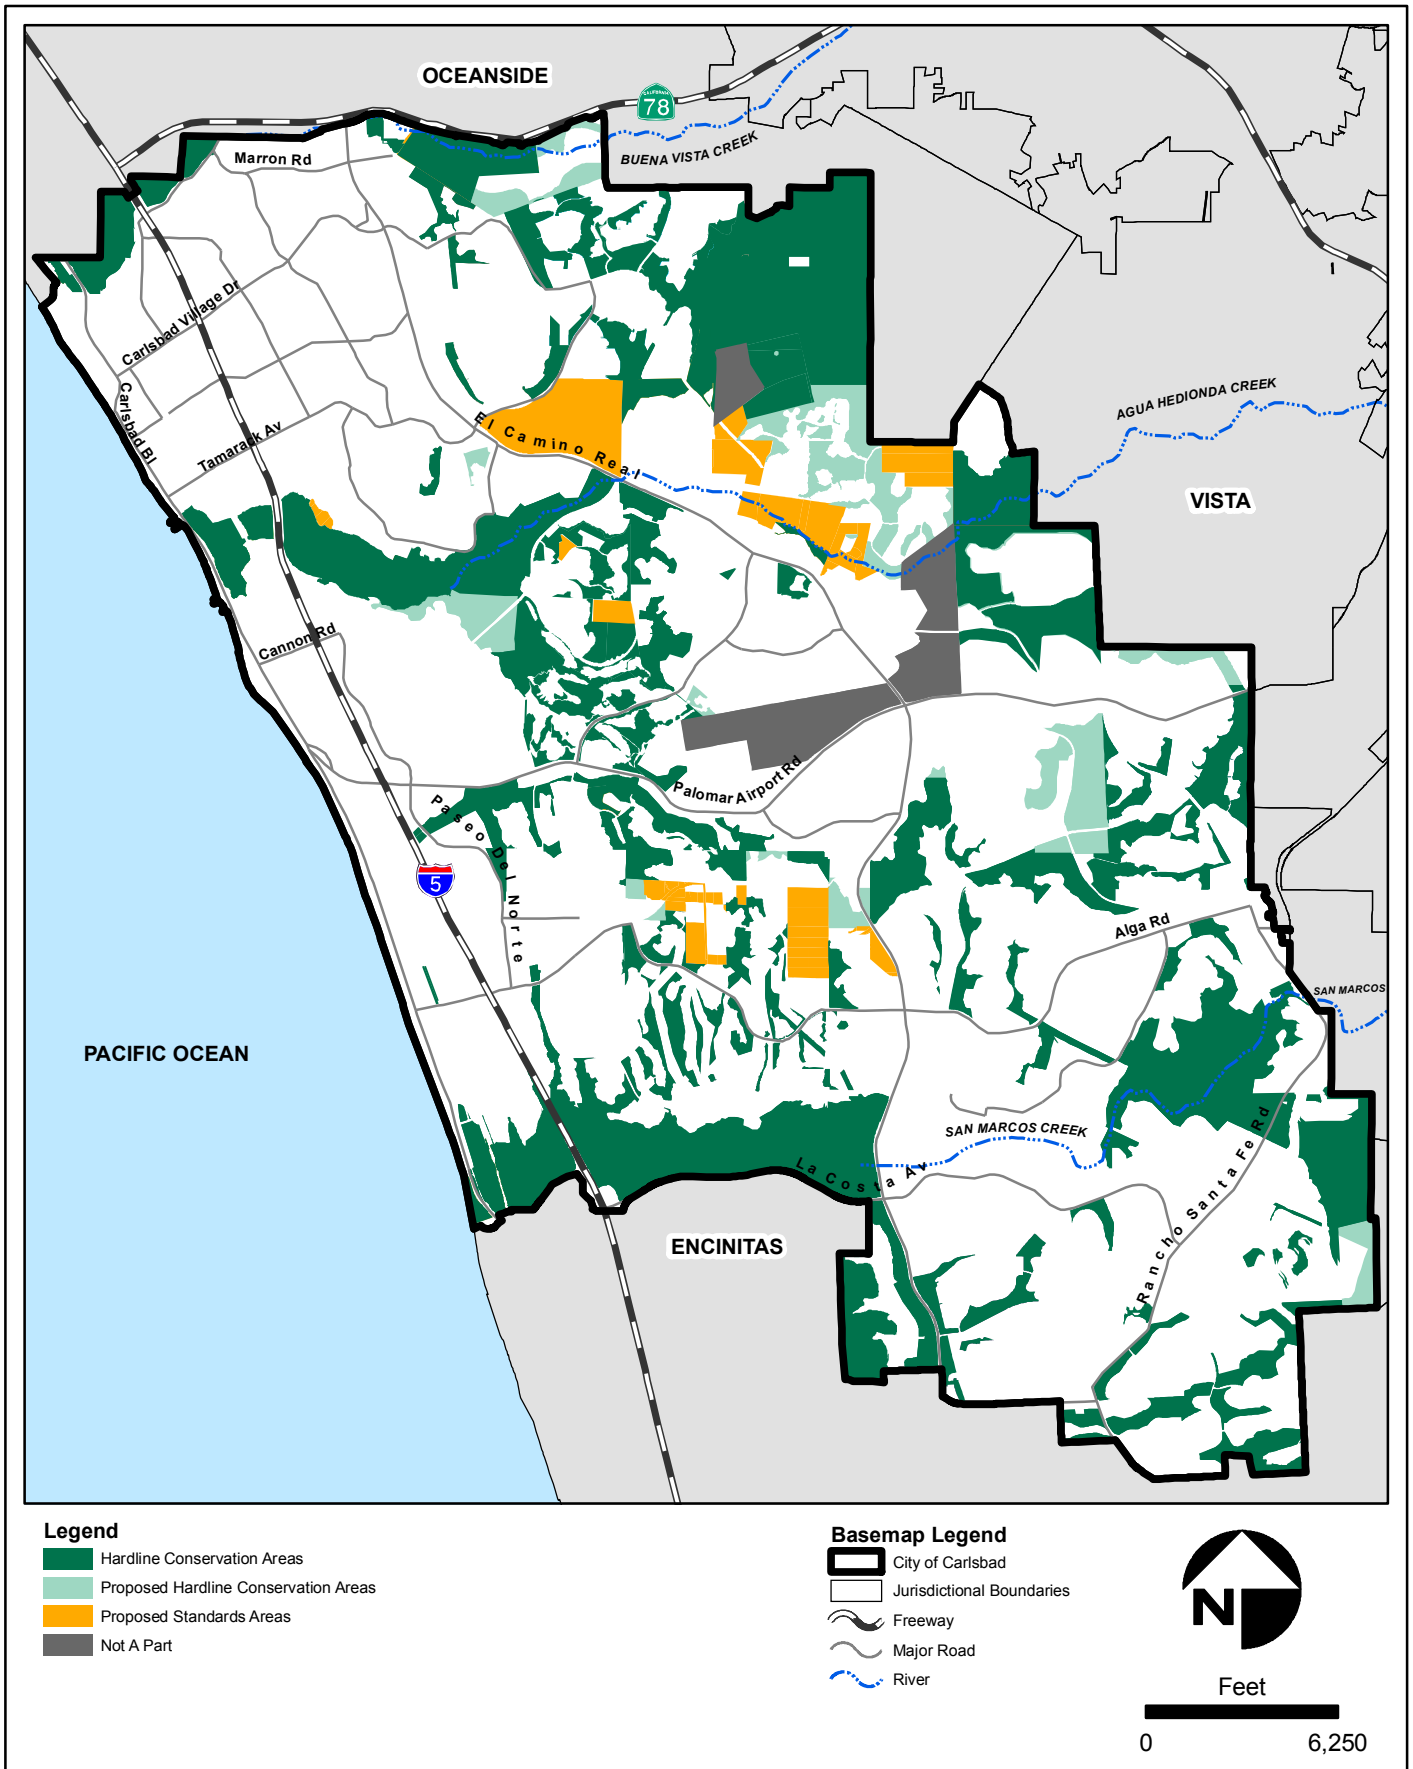 OCEANSIDE
CALIFORNIA
78
BUENA VISTA CREEK
Marron Rd
Carlsbad Village Dr
Carlsbad Bl
Tamarack Av
El Camino Real
AGUA HEDIONDA CREEK
VISTA
Cannon Rd
Palomar Airport Rd
Paseo Del Norte
5
Alga Rd
SAN MARCOS
PACIFIC OCEAN
SAN MARCOS CREEK
La Costa Av
Rancho Santa Fe Rd
ENCINITAS
Legend
Hardline Conservation Areas
Proposed Hardline Conservation Areas
Proposed Standards Areas
Not A Part
Basemap Legend
City of Carlsbad
Jurisdictional Boundaries
Freeway
Major Road
River
N
Feet
0 6,250